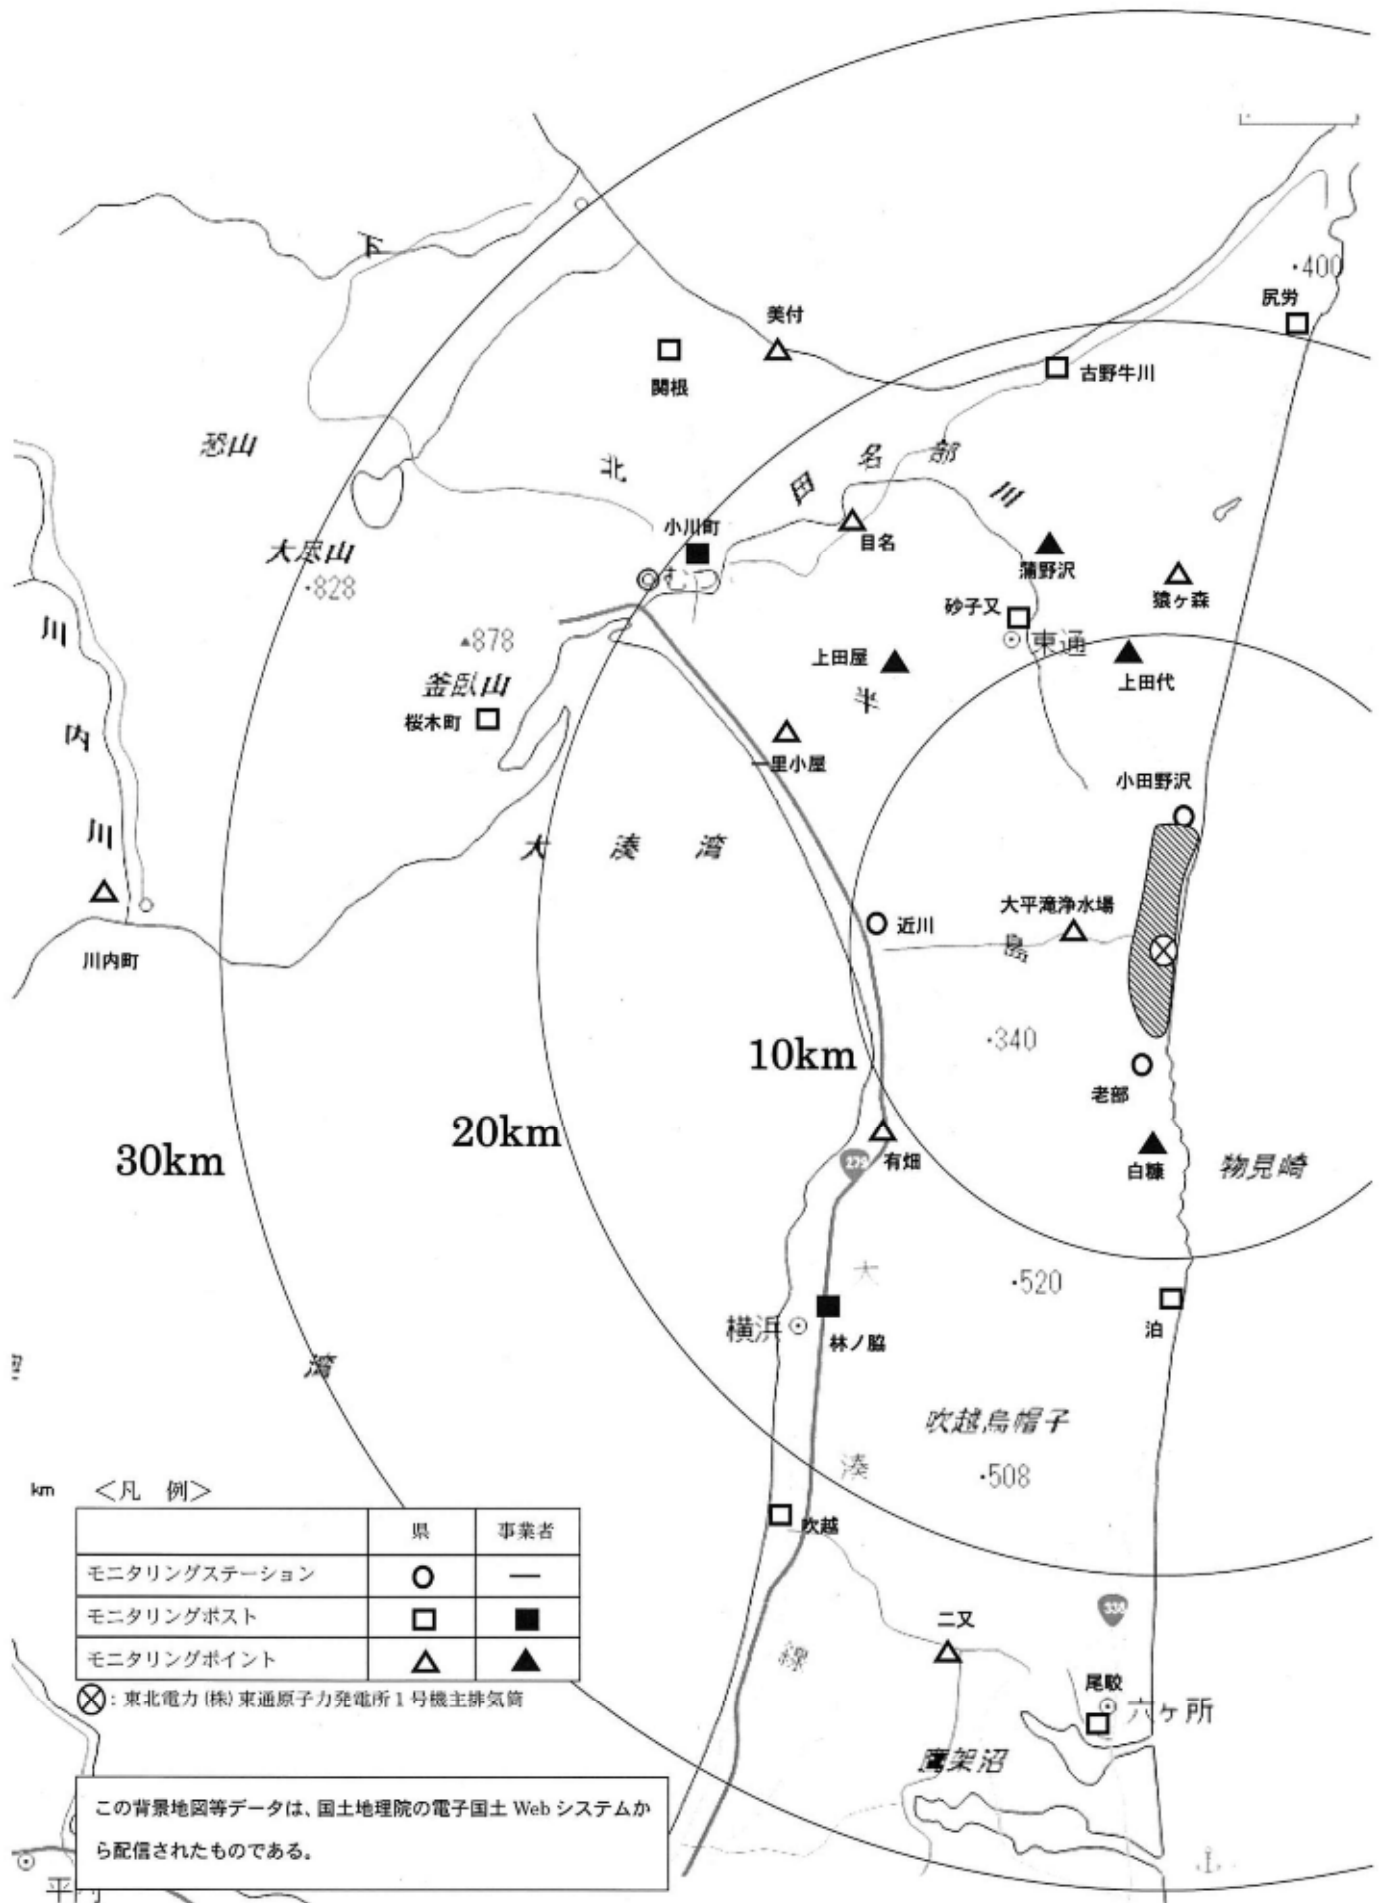 下
・400
尻労
美付
関根
古野牛川
恐山
北
田 名 部 川
小川町
目名
蒲野沢
猿ヶ森
大尽山
・828
むつ
砂子又
東通
川 内 川
▲878
釜臥山
上田屋
上田代
半
桜木町
一里小屋
小田野沢
大 湊 湾
近川
大平滝浄水場
島
川内町
・340
10km
老部
20km
30km
279
有畑
白糠
物見崎
大
・520
横浜
林ノ脇
泊
湾
吹越烏帽子
湊
・508
km
<凡 例>
県 事業者
モニタリングステーション ○ ―
モニタリングポスト □ ■
モニタリングポイント △ ▲
⊗：東北電力(株)東通原子力発電所1号機主排気筒
吹越
338
二又
線
尾駮
六ヶ所
鷹架沼
この背景地図等データは、国土地理院の電子国土 Web システムか
ら配信されたものである。
平